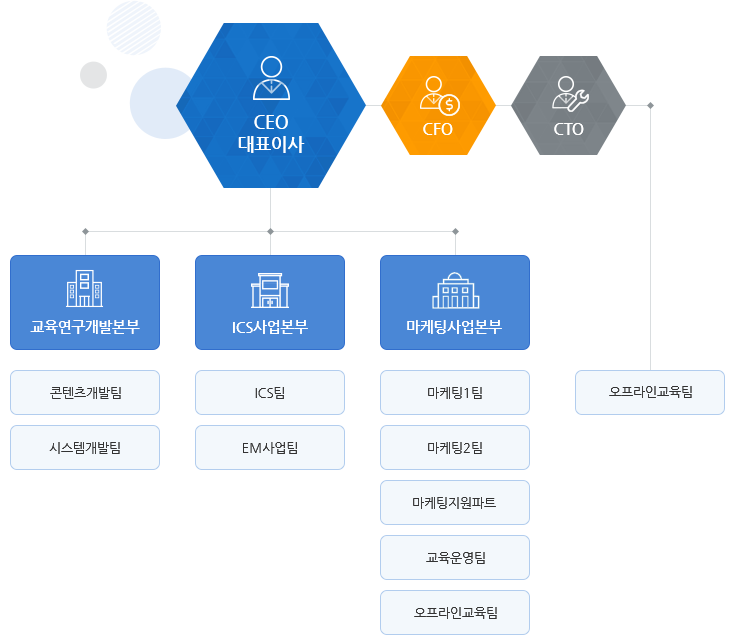 CEO
대표이사
CFO
CTO
교육연구개발본부
ICS사업본부
마케팅사업본부
콘텐츠개발팀
ICS팀
마케팅1팀
오프라인교육팀
시스템개발팀
EM사업팀
마케팅2팀
마케팅지원파트
교육운영팀
오프라인교육팀